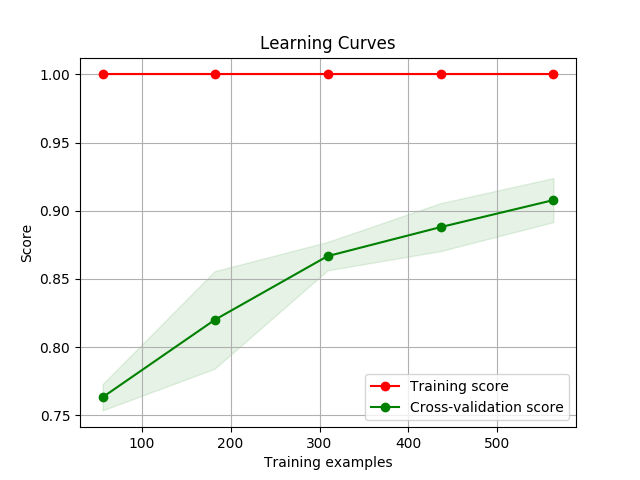 Learning Curves
1.00
0.95
0.90
0.85
0.80
0.75
Score
100
200
300
400
500
Training examples
Training score
Cross-validation score